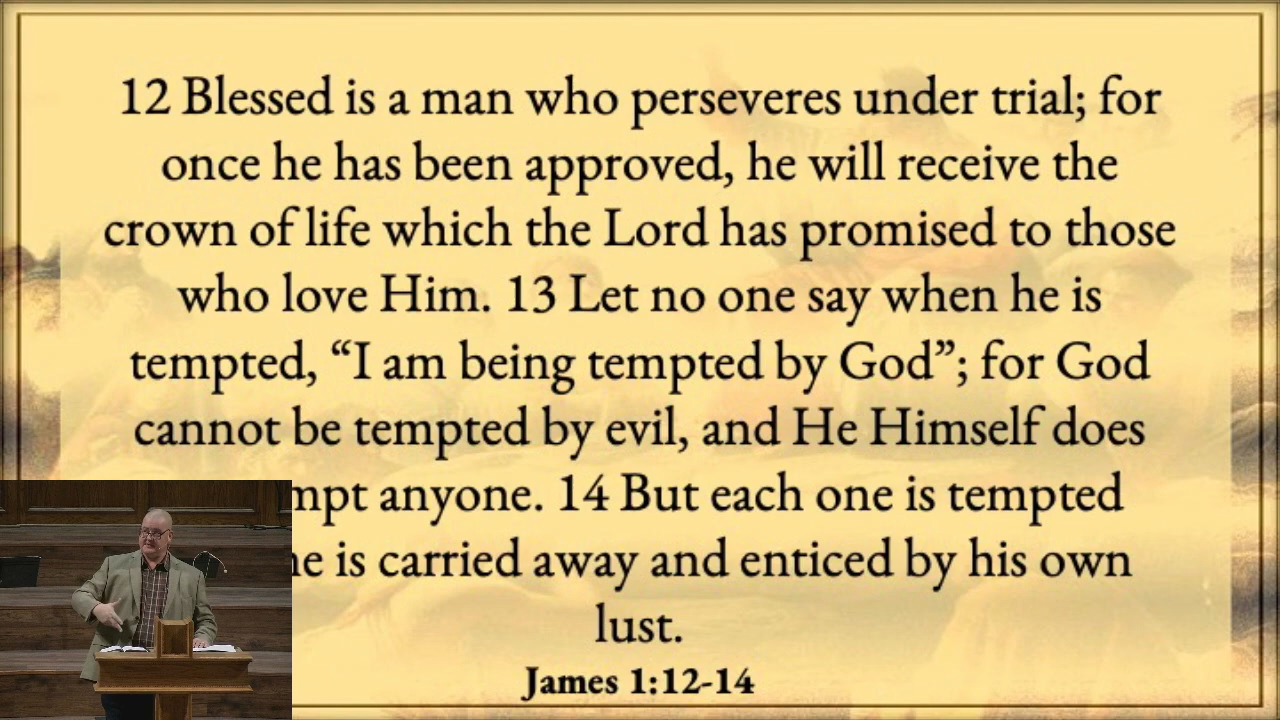 12 Blessed is a man who perseveres under trial; for
once he has been approved, he will receive the
crown of life which the Lord has promised to those
who love Him. 13 Let no one say when he is
tempted, “I am being tempted by God”; for God
cannot be tempted by evil, and He Himself does
mpt anyone. 14 But each one is tempted
he is carried away and enticed by his own
lust.
James 1:12-14